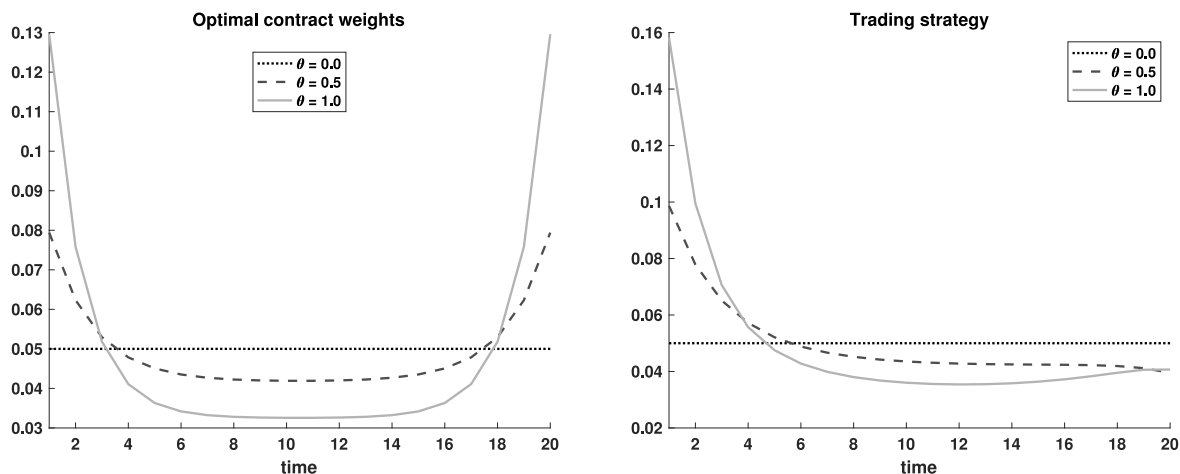 Optimal contract weights
0.13
0.12
0.11
0.1
0.09
0.08
0.07
0.06
0.05
0.04
0.03
2 4 6 8 10 12 14 16 18 20
time
θ = 0.0
θ = 0.5
θ = 1.0
Trading strategy
0.16
0.14
0.12
0.1
0.08
0.06
0.04
0.02
2 4 6 8 10 12 14 16 18 20
time
θ = 0.0
θ = 0.5
θ = 1.0